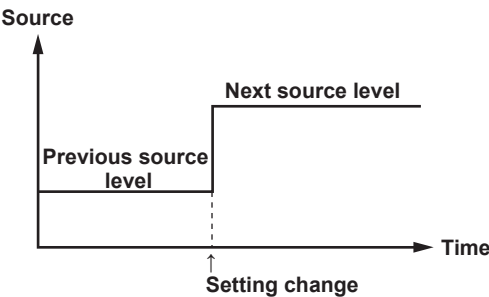 Source
Next source level
Previous source
level
Time
↑
Setting change